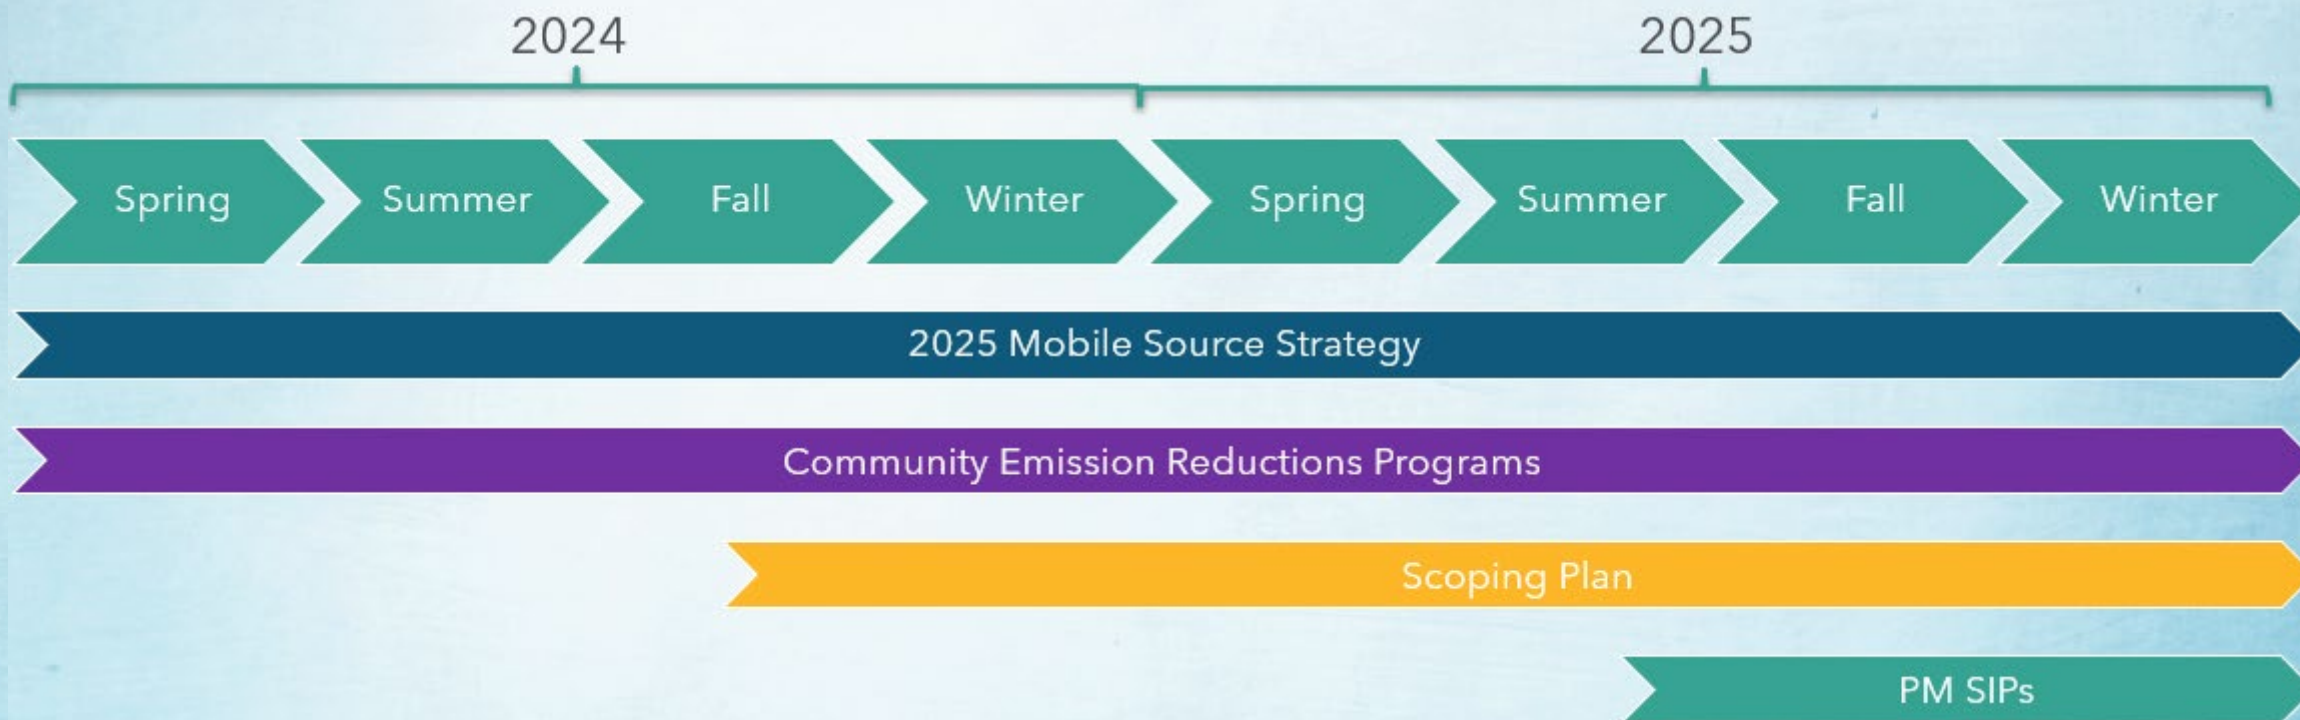 2024
2025
Spring
Summer
Fall
Winter
Spring
Summer
Fall
Winter
2025 Mobile Source Strategy
Community Emission Reductions Programs
Scoping Plan
PM SIPs